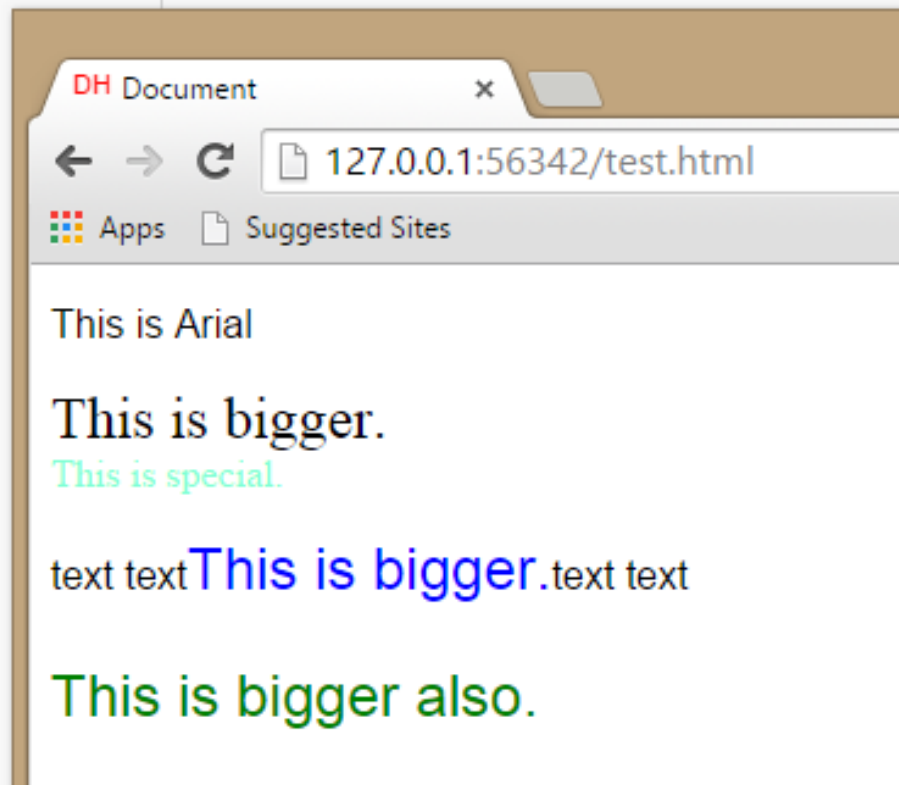 DH Document
127.0.0.1:56342/test.html
Apps Suggested Sites
This is Arial
This is bigger.
This is special.
text textThis is bigger.text text
This is bigger also.